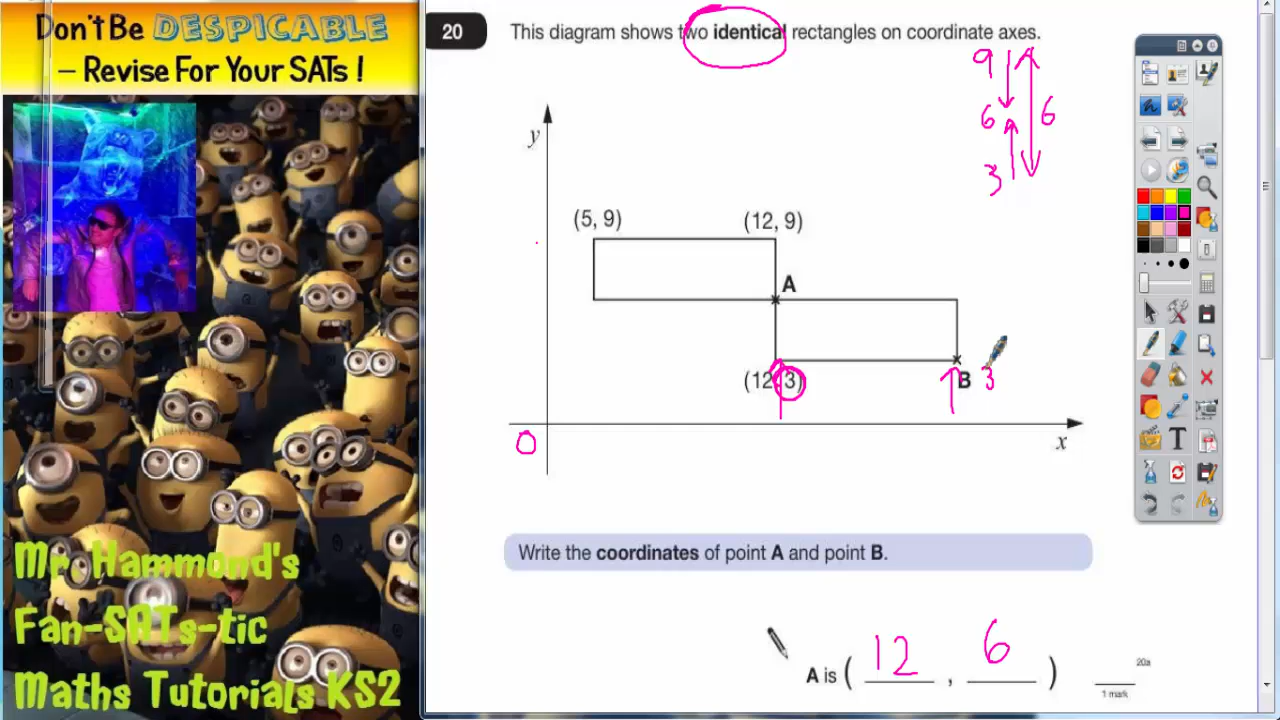 Don't Be DESPICABLE
– Revise For Your SATs !
Mr Hammond's
Fan-SATs-tic
Maths Tutorials KS2
20
This diagram shows two identical rectangles on coordinate axes.
9
6
6
3
y
(5, 9)
(12, 9)
A
(12, 3)
B
3
0
x
Write the coordinates of point A and point B.
A is ( 12 , 6 )
20a
1 mark